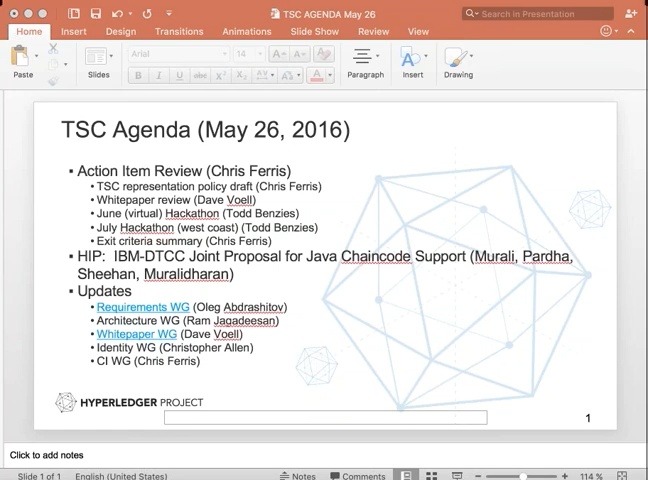 TSC AGENDA May 26
Search in Presentation
Home Insert Design Transitions Animations Slide Show Review View
Arial 14
Paste Slides B I U abc X² X₂ AV A Paragraph Insert Drawing
TSC Agenda (May 26, 2016)
▪ Action Item Review (Chris Ferris)
• TSC representation policy draft (Chris Ferris)
• Whitepaper review (Dave Voell)
• June (virtual) Hackathon (Todd Benzies)
• July Hackathon (west coast) (Todd Benzies)
• Exit criteria summary (Chris Ferris)
▪ HIP: IBM-DTCC Joint Proposal for Java Chaincode Support (Murali, Pardha,
Sheehan, Muralidharan)
▪ Updates
• Requirements WG (Oleg Abdrashitov)
• Architecture WG (Ram Jagadeesan)
• Whitepaper WG (Dave Voell)
• Identity WG (Christopher Allen)
• CI WG (Chris Ferris)
HYPERLEDGER PROJECT
1
Click to add notes
Slide 1 of 1 English (United States) Notes Comments 114 %